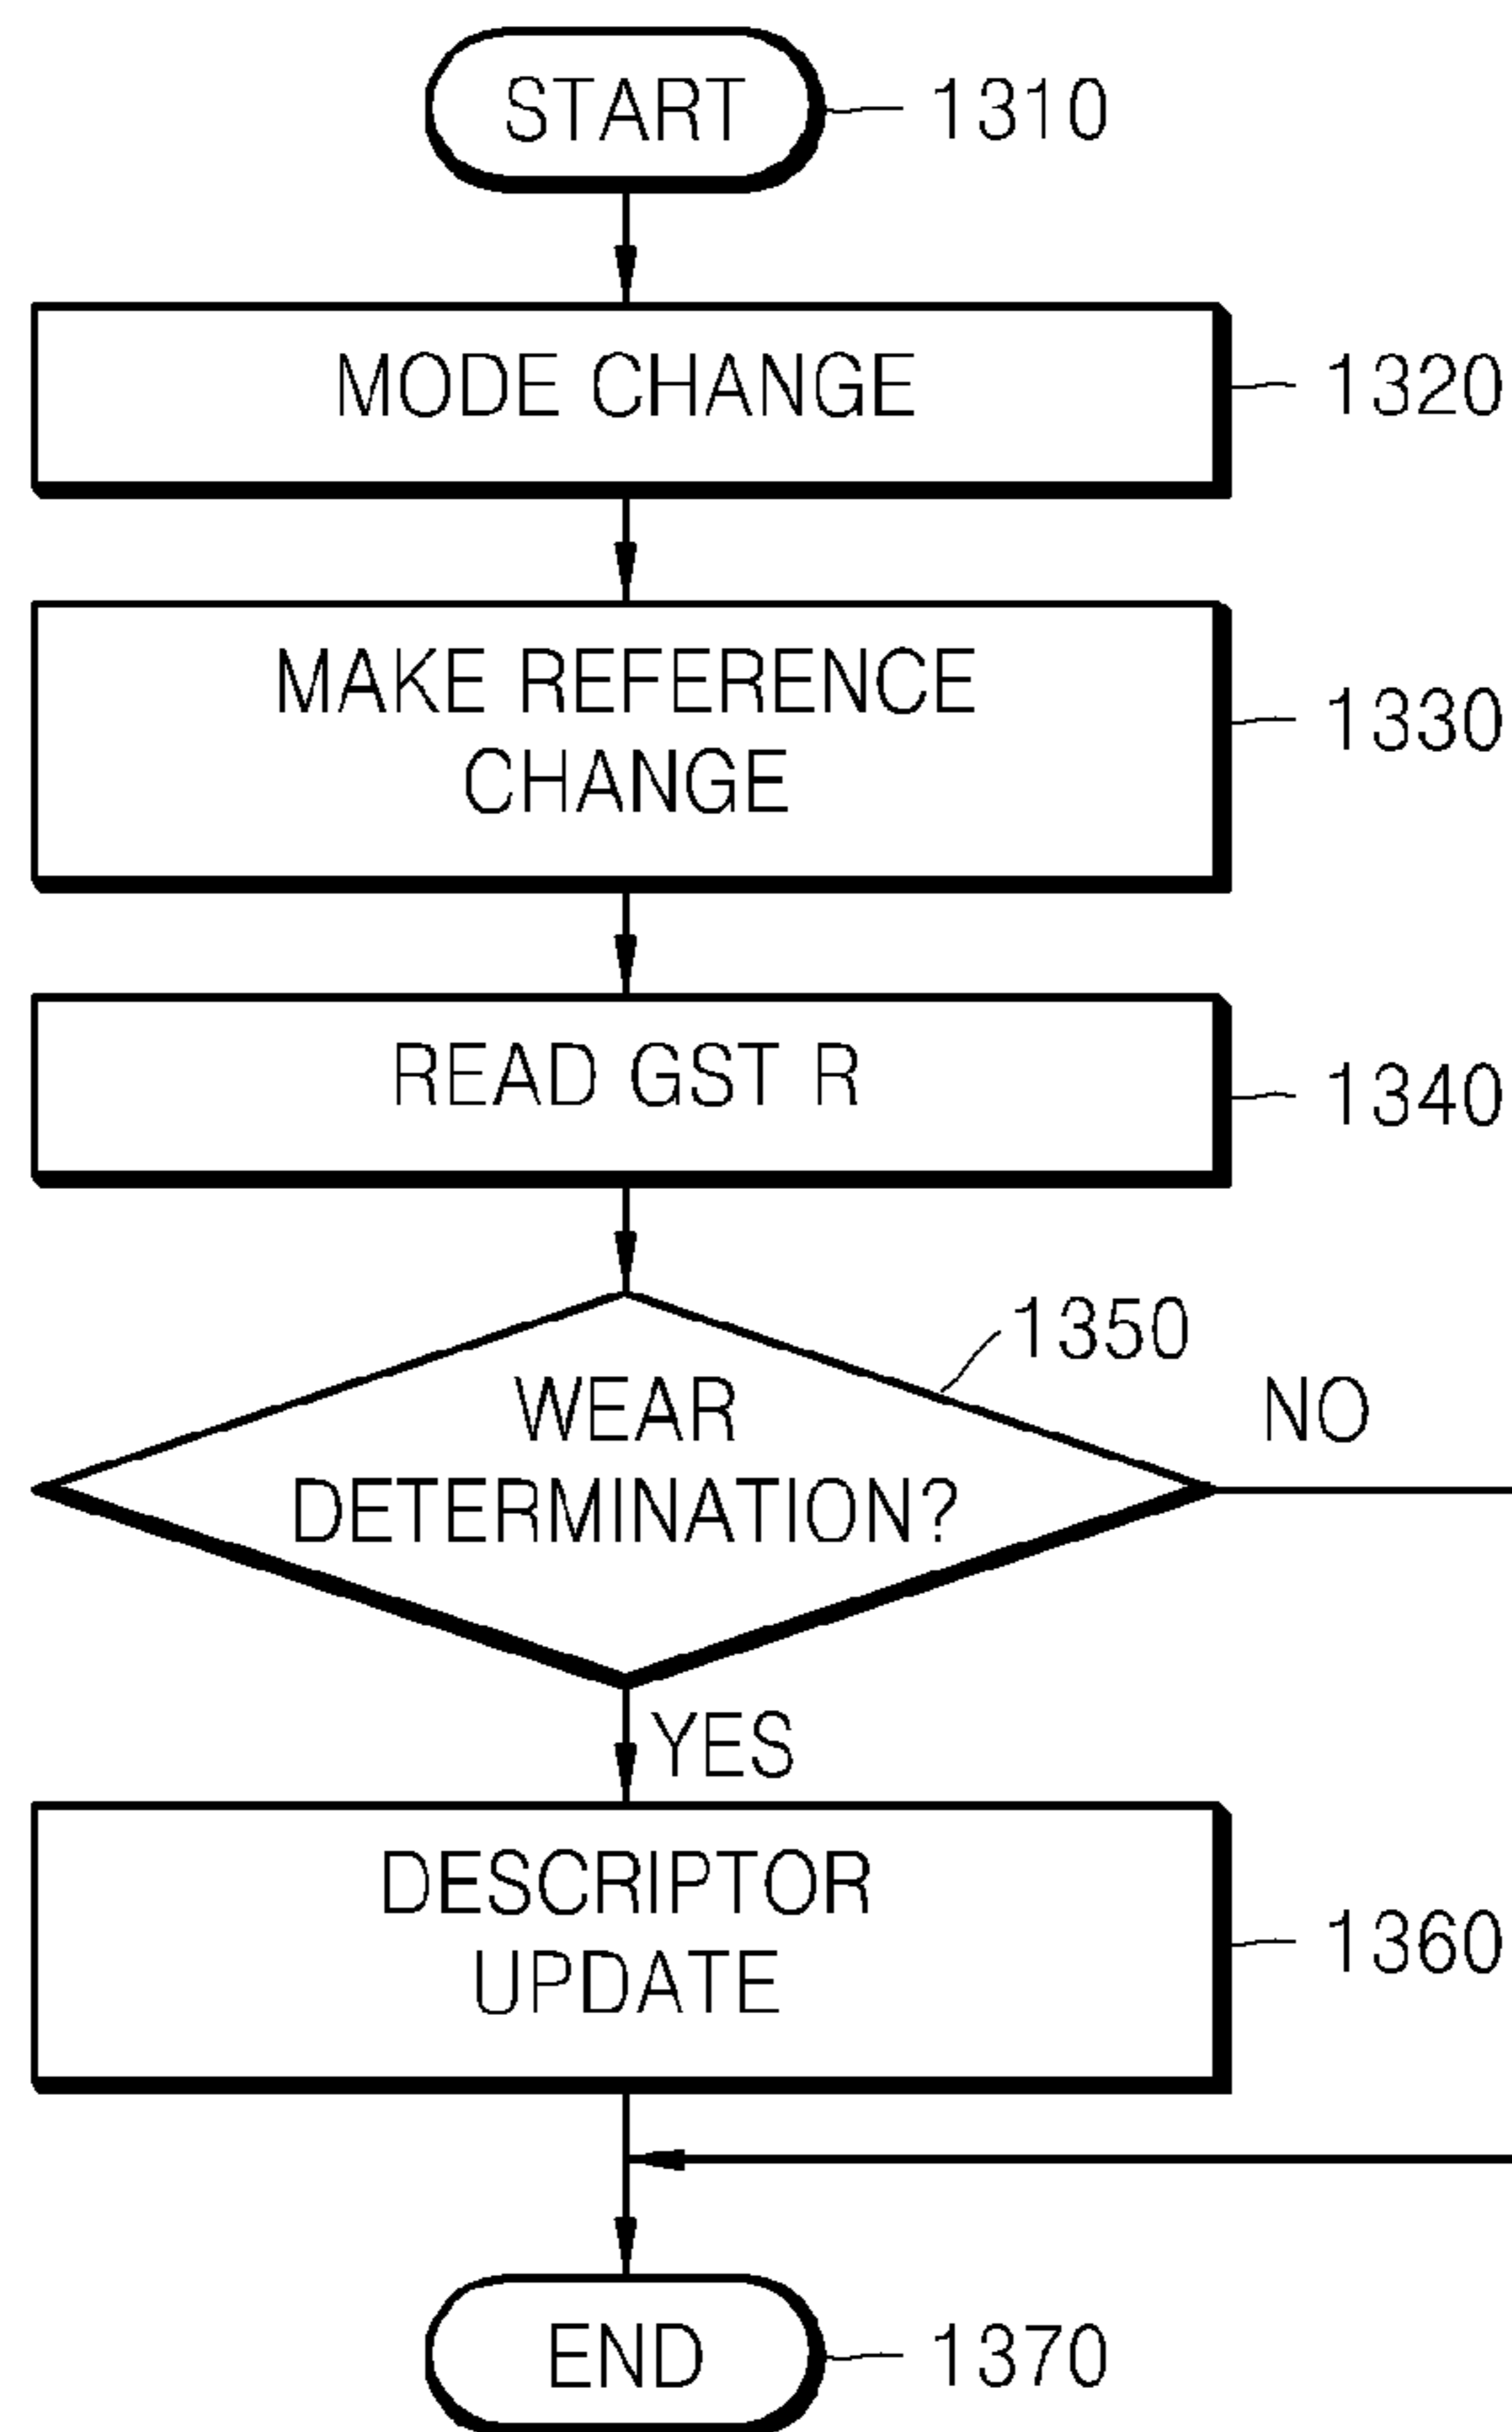 START
1310
MODE CHANGE
1320
MAKE REFERENCE
CHANGE
1330
READ GST R
1340
1350
WEAR
DETERMINATION?
NO
YES
DESCRIPTOR
UPDATE
1360
END
1370